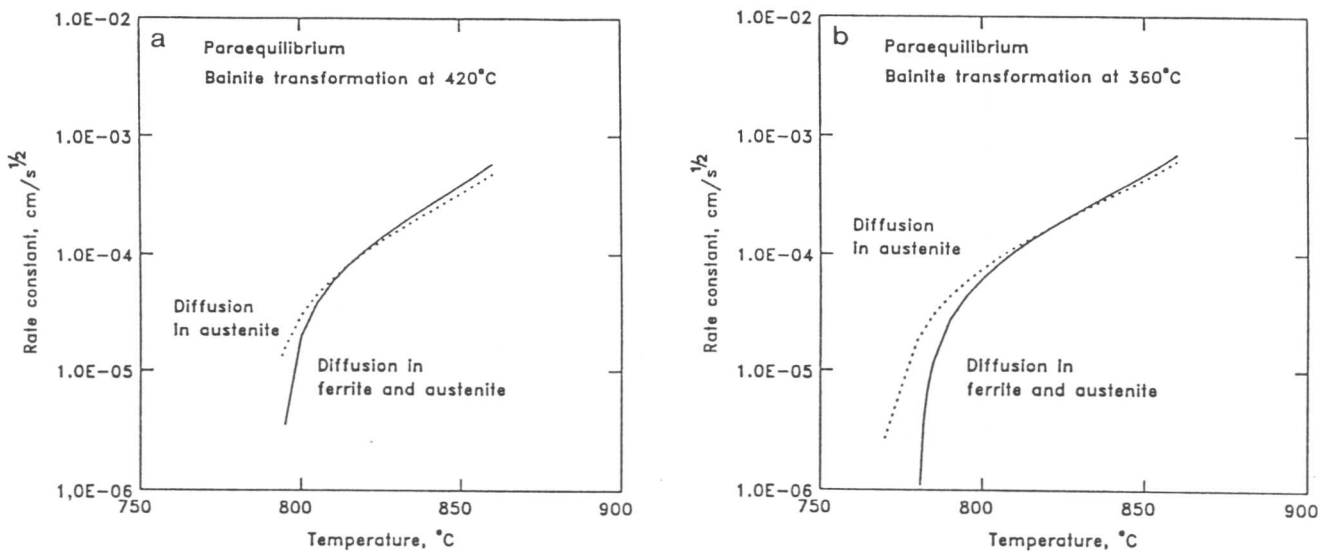 a
Paraequilibrium
Bainite transformation at 420°C
1.0E-02
1.0E-03
1.0E-04
1.0E-05
1,0E-06
Rate constant, cm/s^1/2
Diffusion
In austenite
Diffusion in
ferrite and austenite
750
800
850
900
Temperature, °C
b
Paraequilibrium
Bainite transformation at 360°C
1.0E-02
1.0E-03
1.0E-04
1.0E-05
1.0E-06
Rate constant, cm/s^1/2
Diffusion
In austenite
Diffusion in
ferrite and austenite
750
800
850
900
Temperature, °C